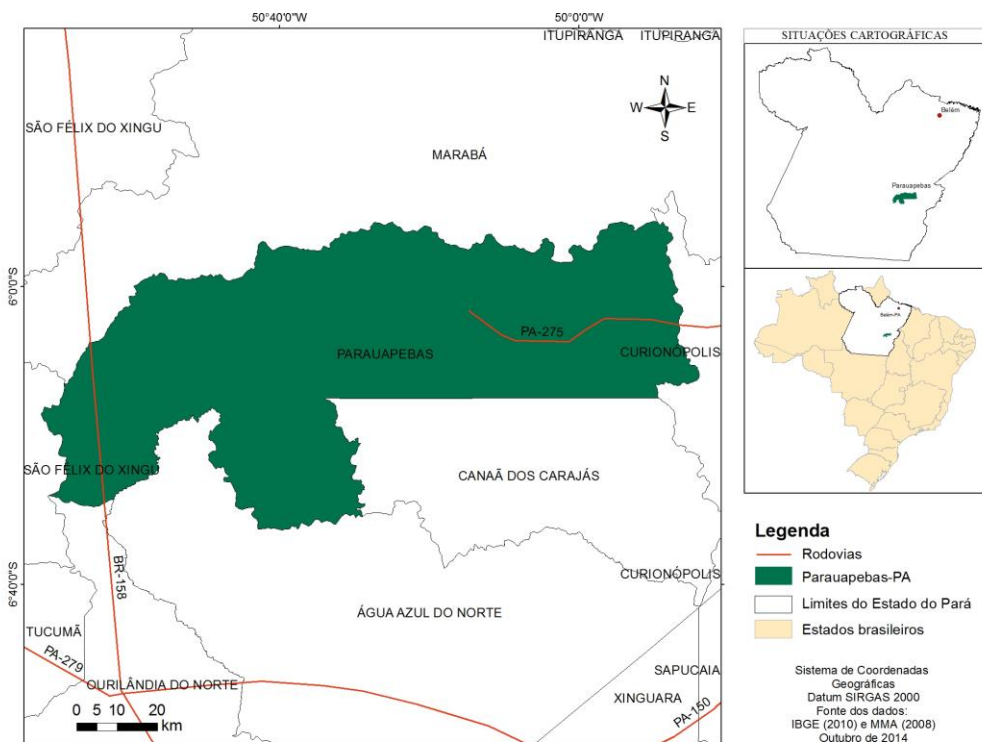 50°40'0"W 50°0'0"W
ITUPIRANGA ITUPIRANGA
SÃO FÉLIX DO XINGU
N
W E
S
MARABÁ
6°0'0"S
PA-275
PARAUAPEBAS
CURIONÓPOLIS
SÃO FÉLIX DO XINGU
CANAÃ DOS CARAJÁS
BR-158
CURIONÓPOLIS
6°40'0"S
ÁGUA AZUL DO NORTE
TUCUMÃ
PA-279
OURILÂNDIA DO NORTE
SAPUCAIA
XINGUARA
PA-150
0 5 10 20
km
SITUAÇÕES CARTOGRÁFICAS
Belém
Parauapebas
Belém-PA
Legenda
Rodovias
Parauapebas-PA
Limites do Estado do Pará
Estados brasileiros
Sistema de Coordenadas
Geográficas
Datum SIRGAS 2000
Fonte dos dados:
IBGE (2010) e MMA (2008)
Outubro de 2014